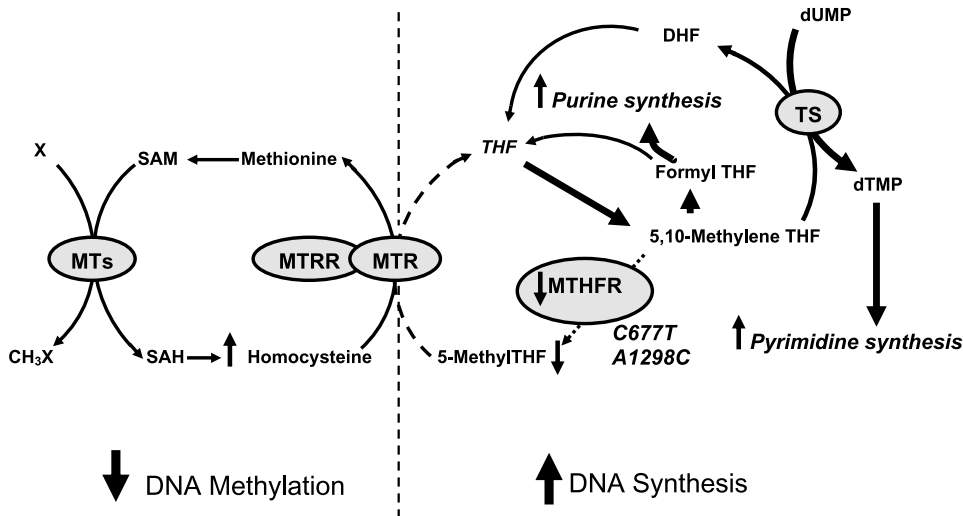 dUMP
DHF
Purine synthesis
TS
X
SAM
Methionine
THF
Formyl THF
dTMP
5,10-Methylene THF
MTs
MTRR
MTR
MTHFR
C677T
A1298C
CH₃X
SAH
Homocysteine
5-MethylTHF
Pyrimidine synthesis
DNA Methylation
DNA Synthesis